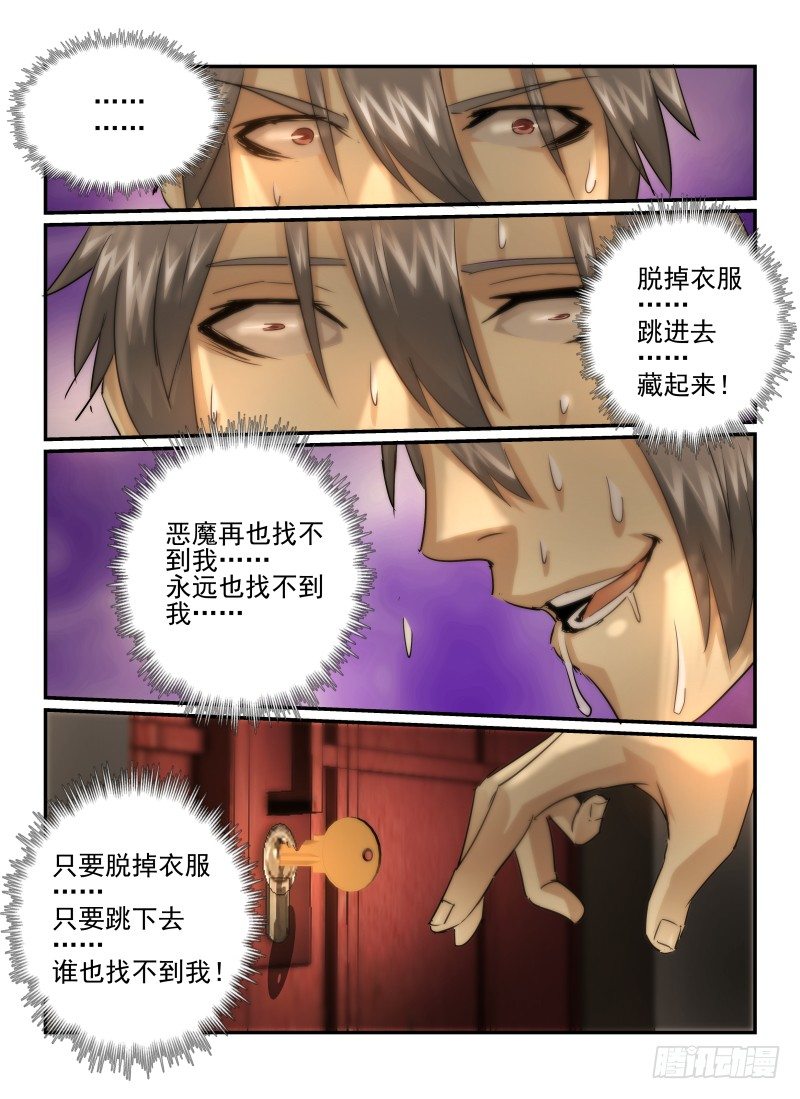 ……
……
脱掉衣服
……
跳进去
……
藏起来！
恶魔再也找不
到我……
永远也找不到
我……
只要脱掉衣服
……
只要跳下去
……
谁也找不到我！
腾讯动漫